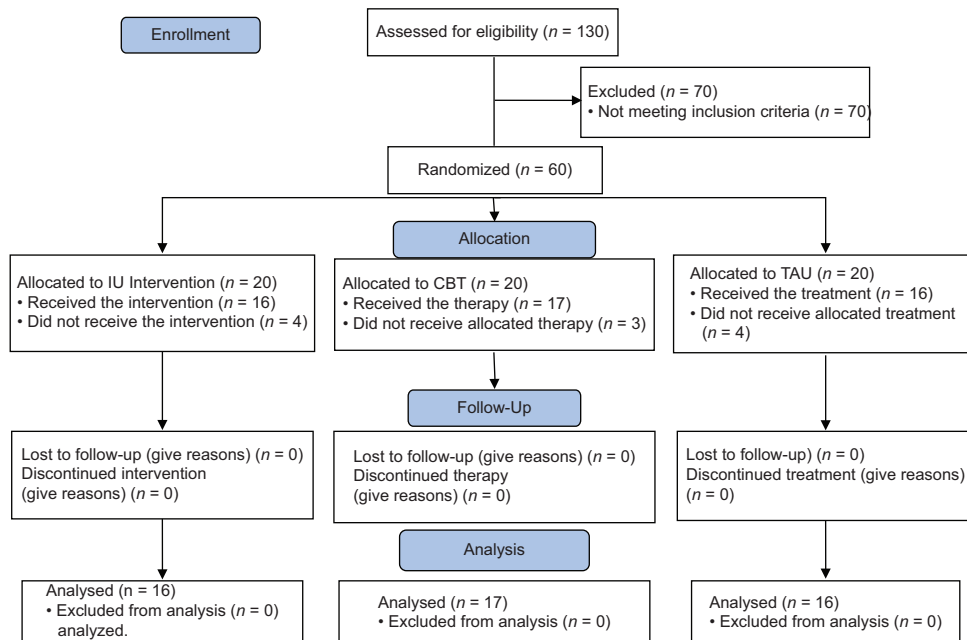 Enrollment
Assessed for eligibility (n = 130)
Excluded (n = 70)
• Not meeting inclusion criteria (n = 70)
Randomized (n = 60)
Allocation
Allocated to IU Intervention (n = 20)
• Received the intervention (n = 16)
• Did not receive the intervention (n = 4)
Allocated to CBT (n = 20)
• Received the therapy (n = 17)
• Did not receive allocated therapy (n = 3)
Allocated to TAU (n = 20)
• Received the treatment (n = 16)
• Did not receive allocated treatment
(n = 4)
Follow-Up
Lost to follow-up (give reasons) (n = 0)
Discontinued intervention
(give reasons) (n = 0)
Lost to follow-up (give reasons) (n = 0)
Discontinued therapy
(give reasons) (n = 0)
Lost to follow-up) (n = 0)
Discontinued treatment (give reasons)
(n = 0)
Analysis
Analysed (n = 16)
• Excluded from analysis (n = 0)
analyzed.
Analysed (n = 17)
• Excluded from analysis (n = 0)
Analysed (n = 16)
• Excluded from analysis (n = 0)